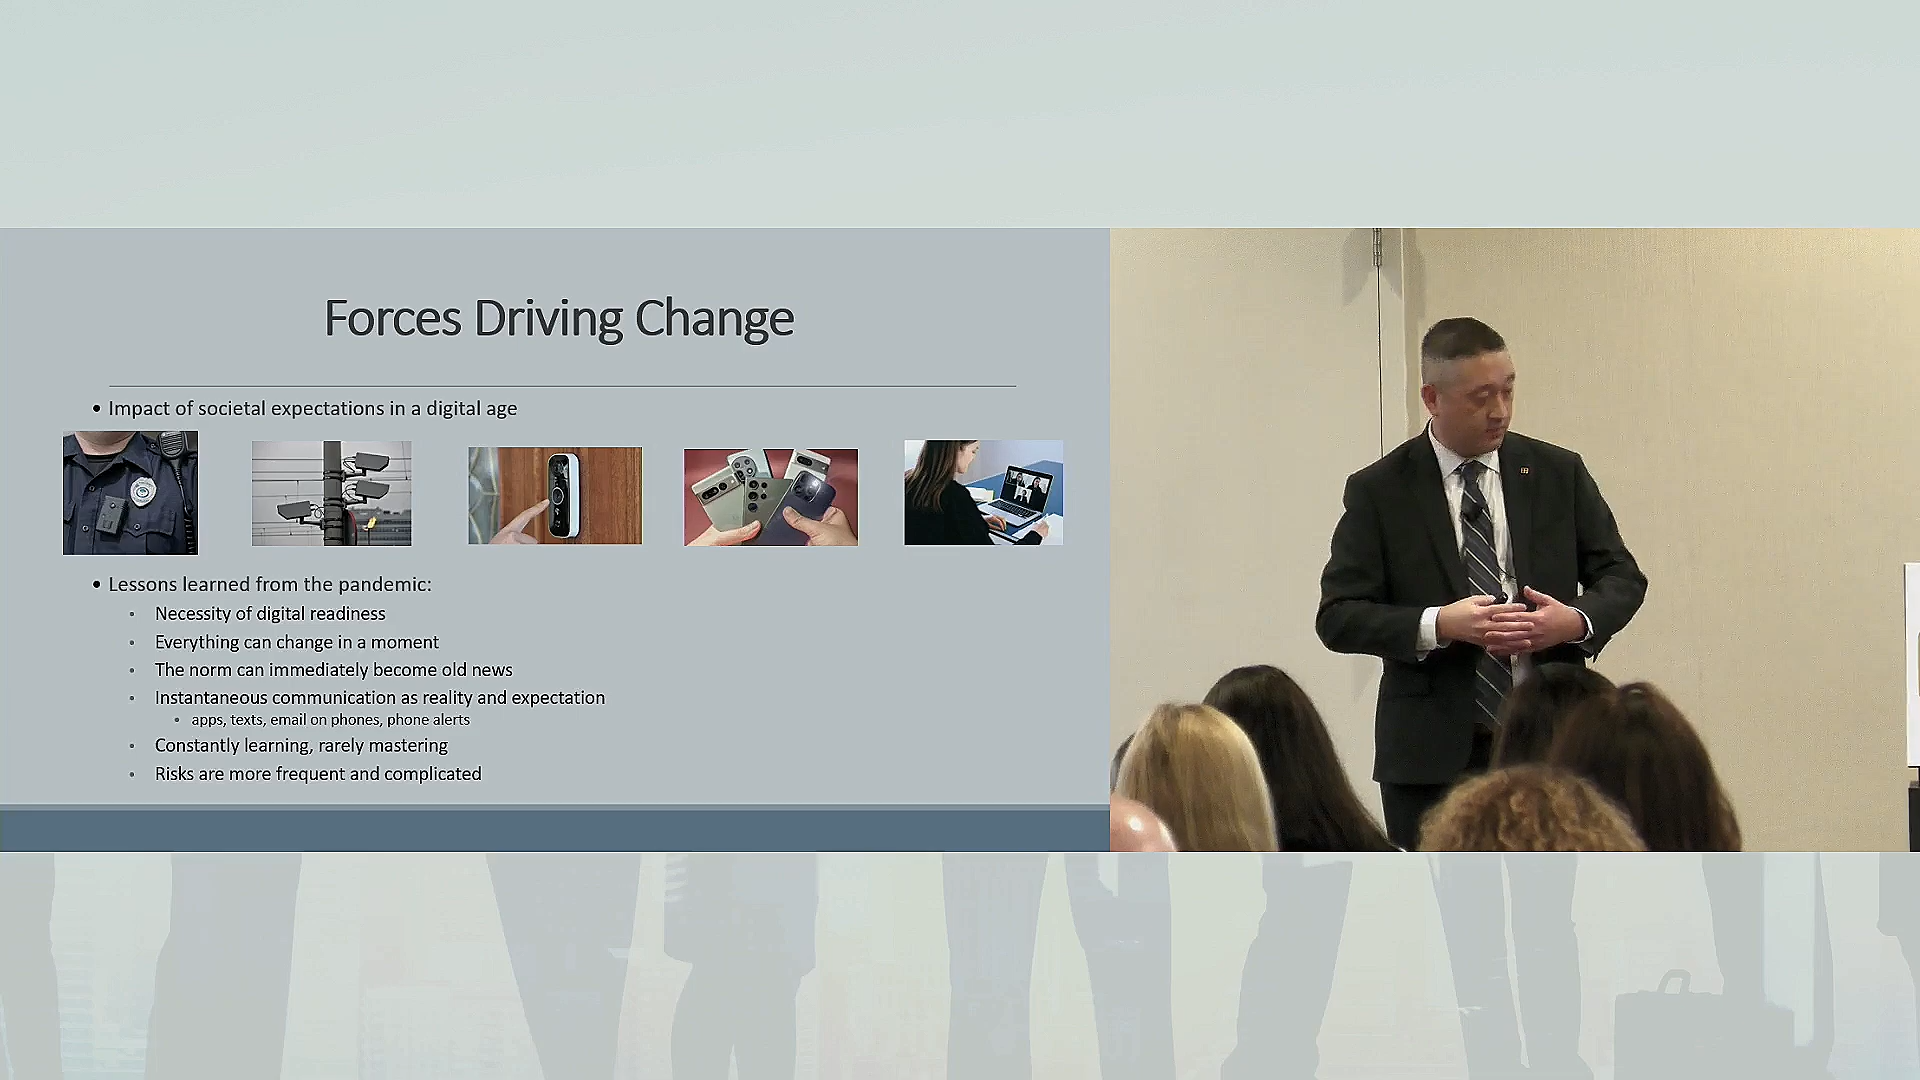 Forces Driving Change
• Impact of societal expectations in a digital age
• Lessons learned from the pandemic:
• Necessity of digital readiness
• Everything can change in a moment
• The norm can immediately become old news
• Instantaneous communication as reality and expectation
• apps, texts, email on phones, phone alerts
• Constantly learning, rarely mastering
• Risks are more frequent and complicated